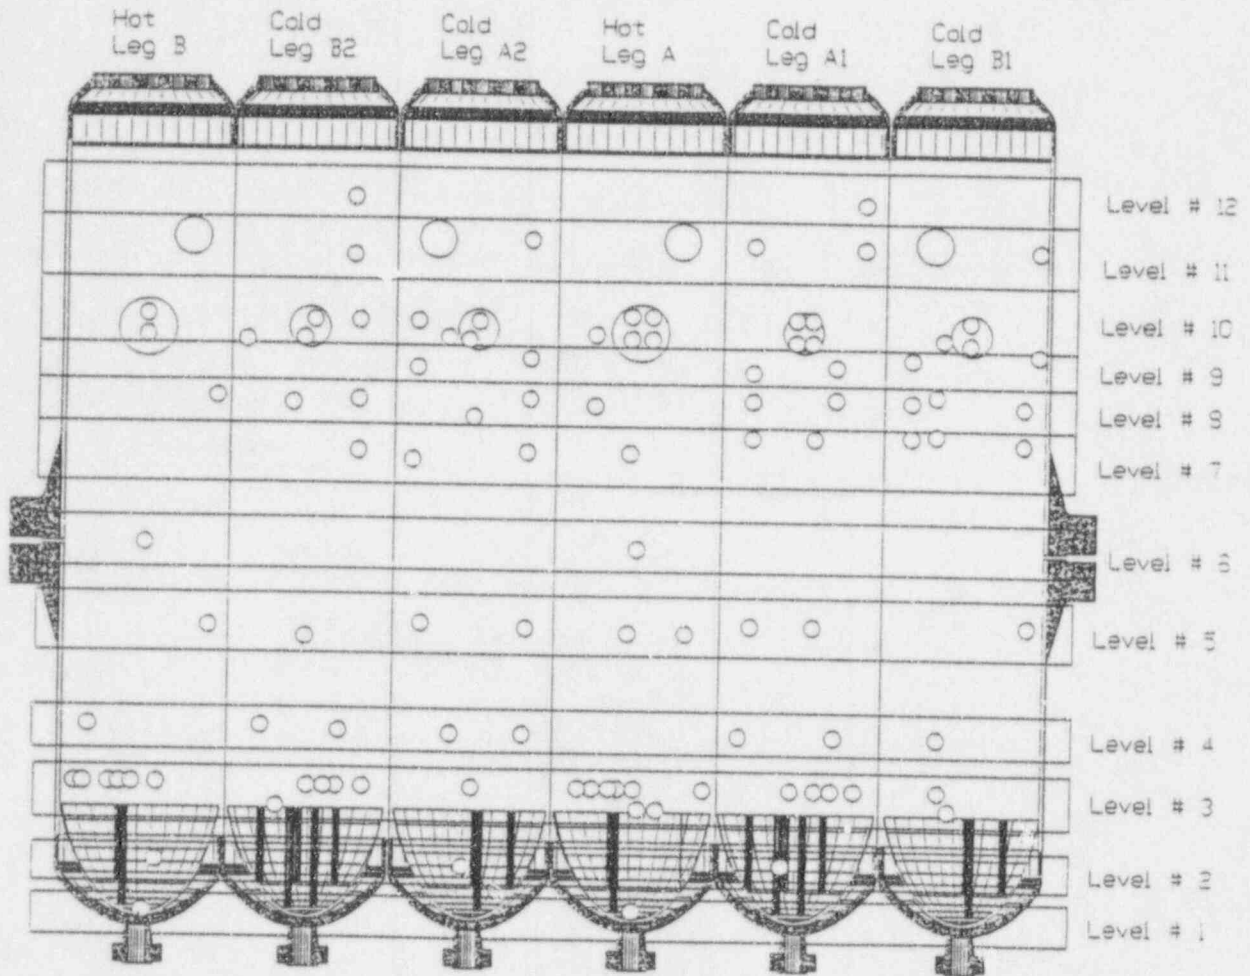 Hot
Leg B
Cold
Leg B2
Cold
Leg A2
Hot
Leg A
Cold
Leg A1
Cold
Leg B1
Level # 12
Level # 11
Level # 10
Level # 9
Level # 8
Level # 7
Level # 6
Level # 5
Level # 4
Level # 3
Level # 2
Level # 1